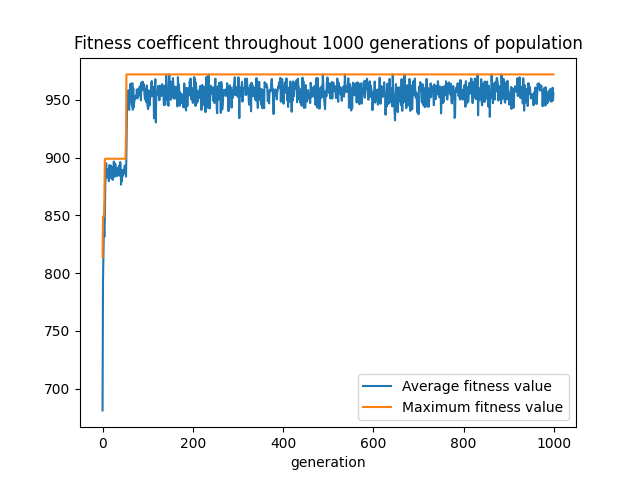 Fitness coefficent throughout 1000 generations of population
950
900
850
800
750
700
0 200 400 600 800 1000
generation
Average fitness value
Maximum fitness value